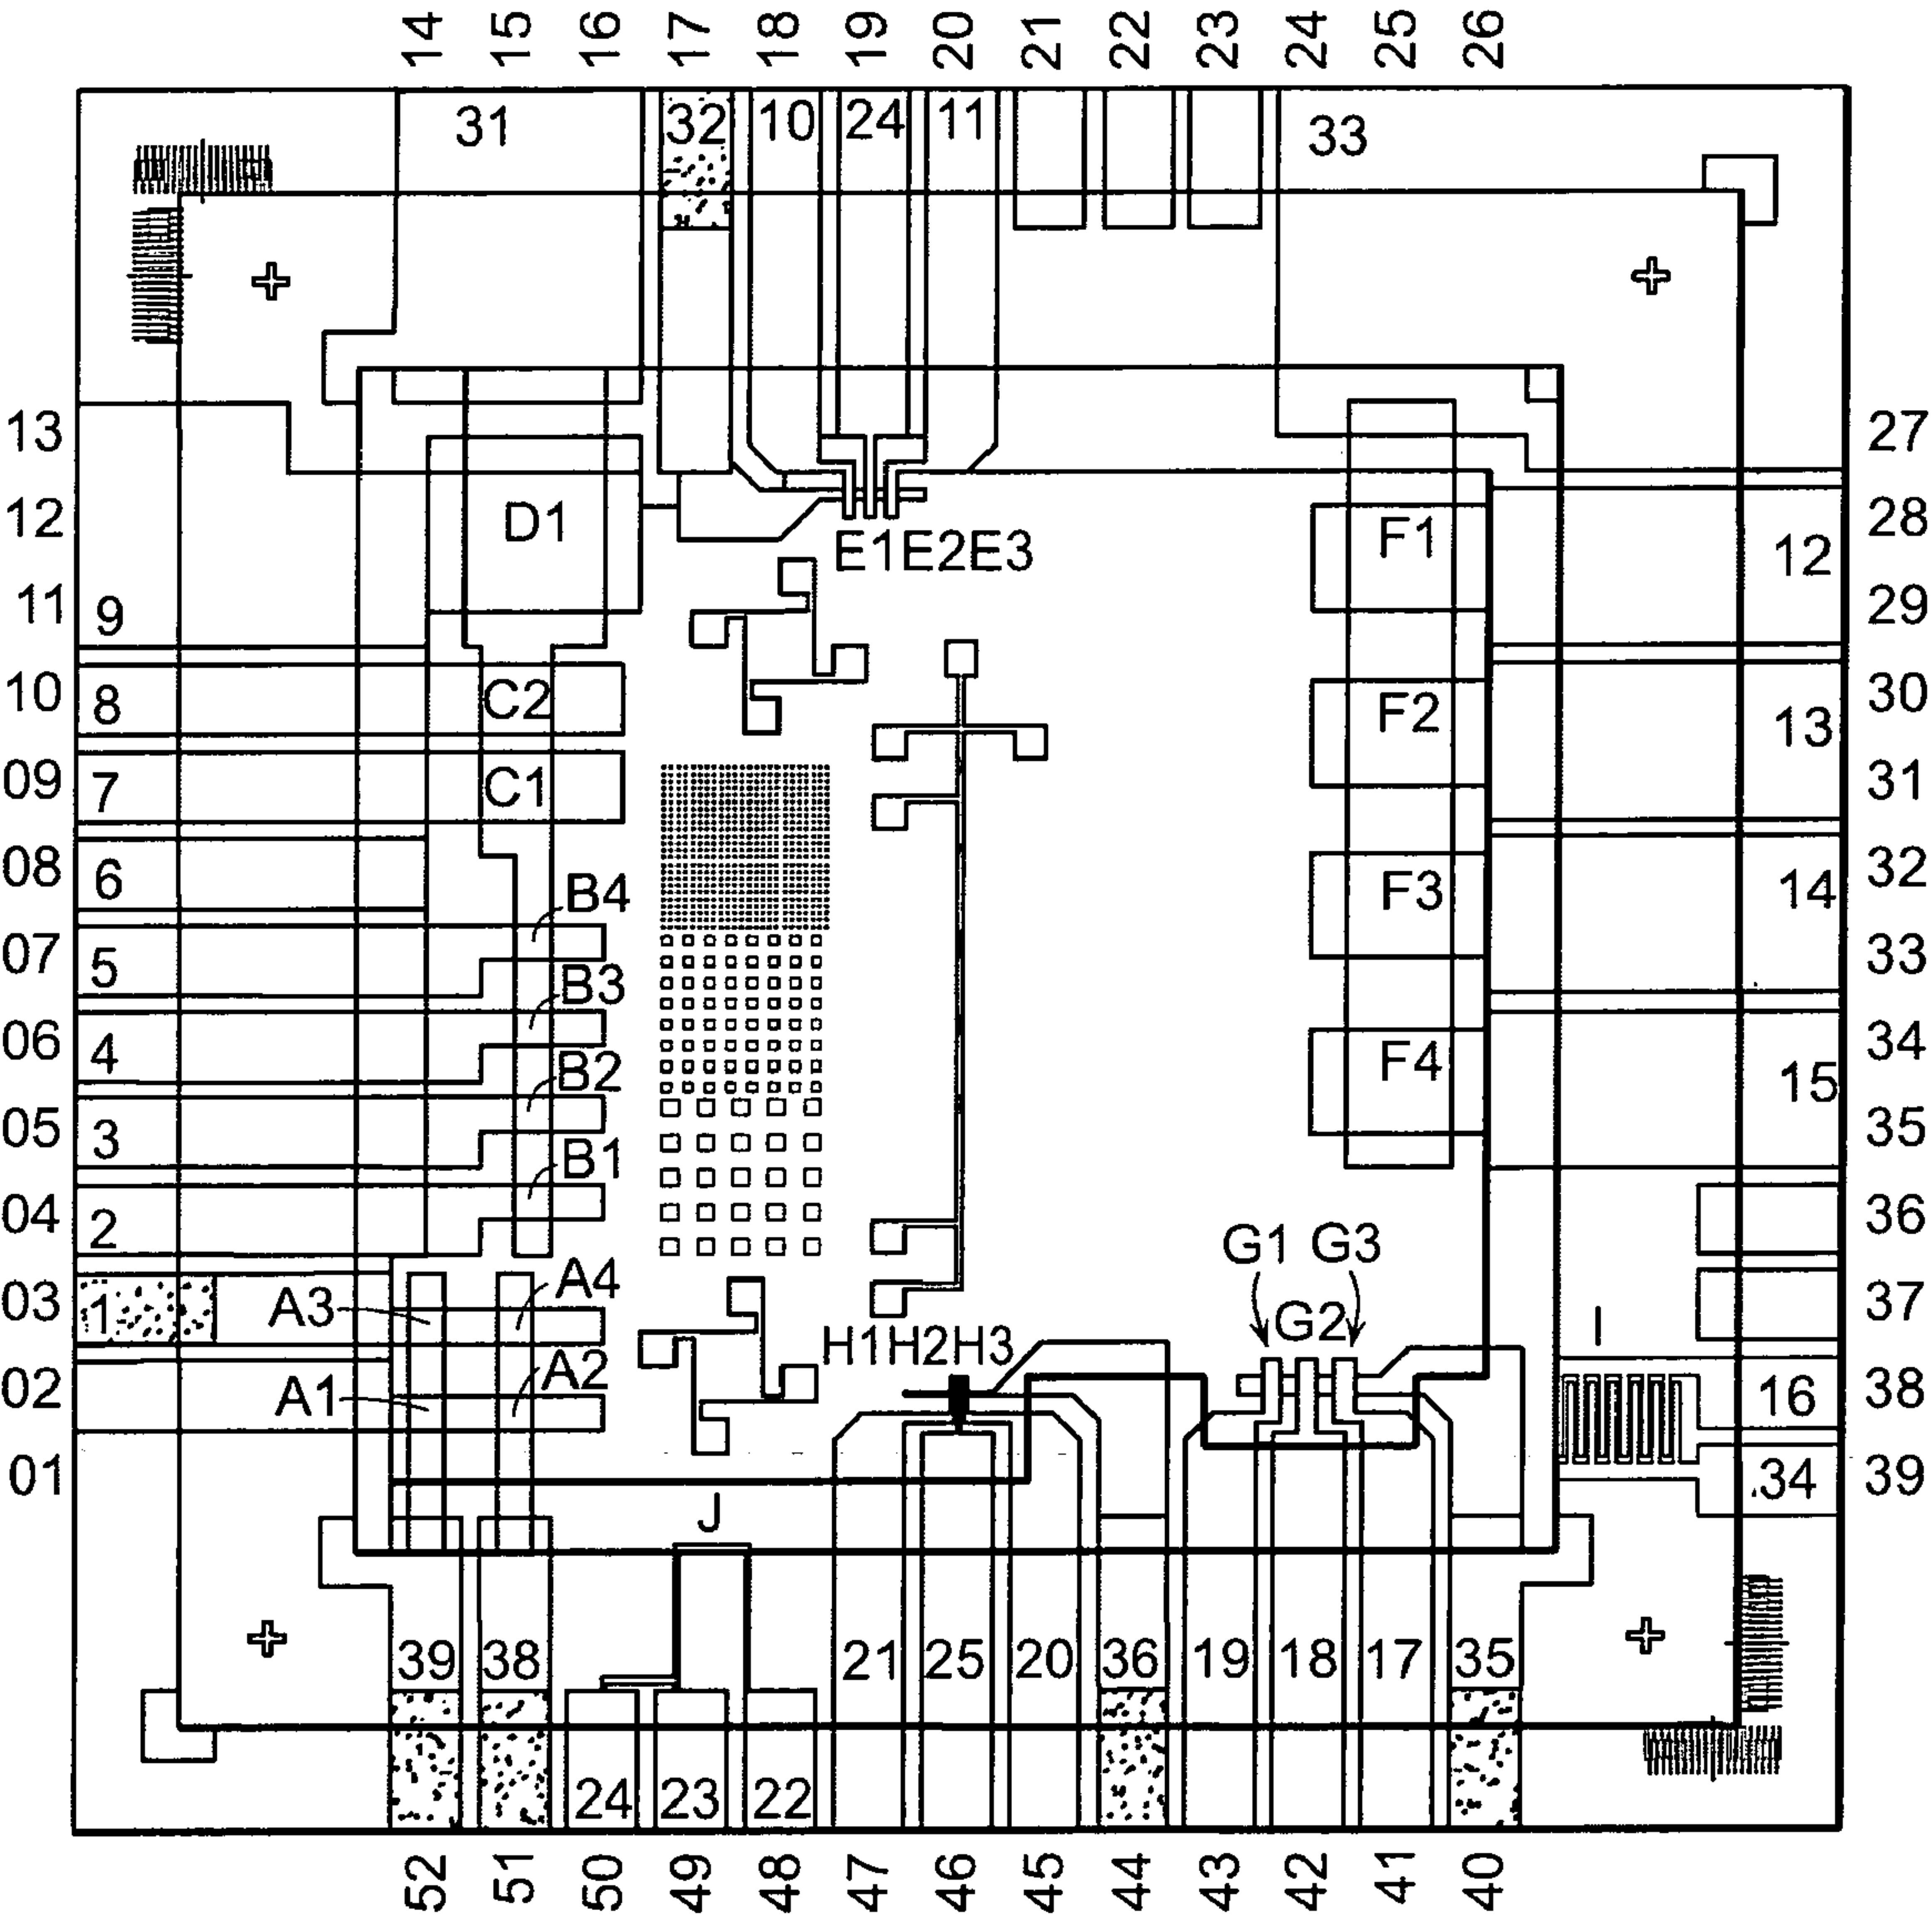 14 15 16 17 18 19 20 21 22 23 24 25 26
31 32 10 24 11 33
13 27
12 D1 F1 28
E1E2E3 12
11 9 29
10 8 C2 F2 30
13
09 7 C1 31
08 6 B4 F3 14 32
07 5 33
B3
06 4 B2 F4 34
15
05 3 B1 35
04 2 36
G1 G3
03 1 A3 A4 37
H1H2H3 G2 I
02 A1 A2 16 38
01 34 39
J
39 38 21 25 20 36 19 18 17 35
24 23 22
52 51 50 49 48 47 46 45 44 43 42 41 40